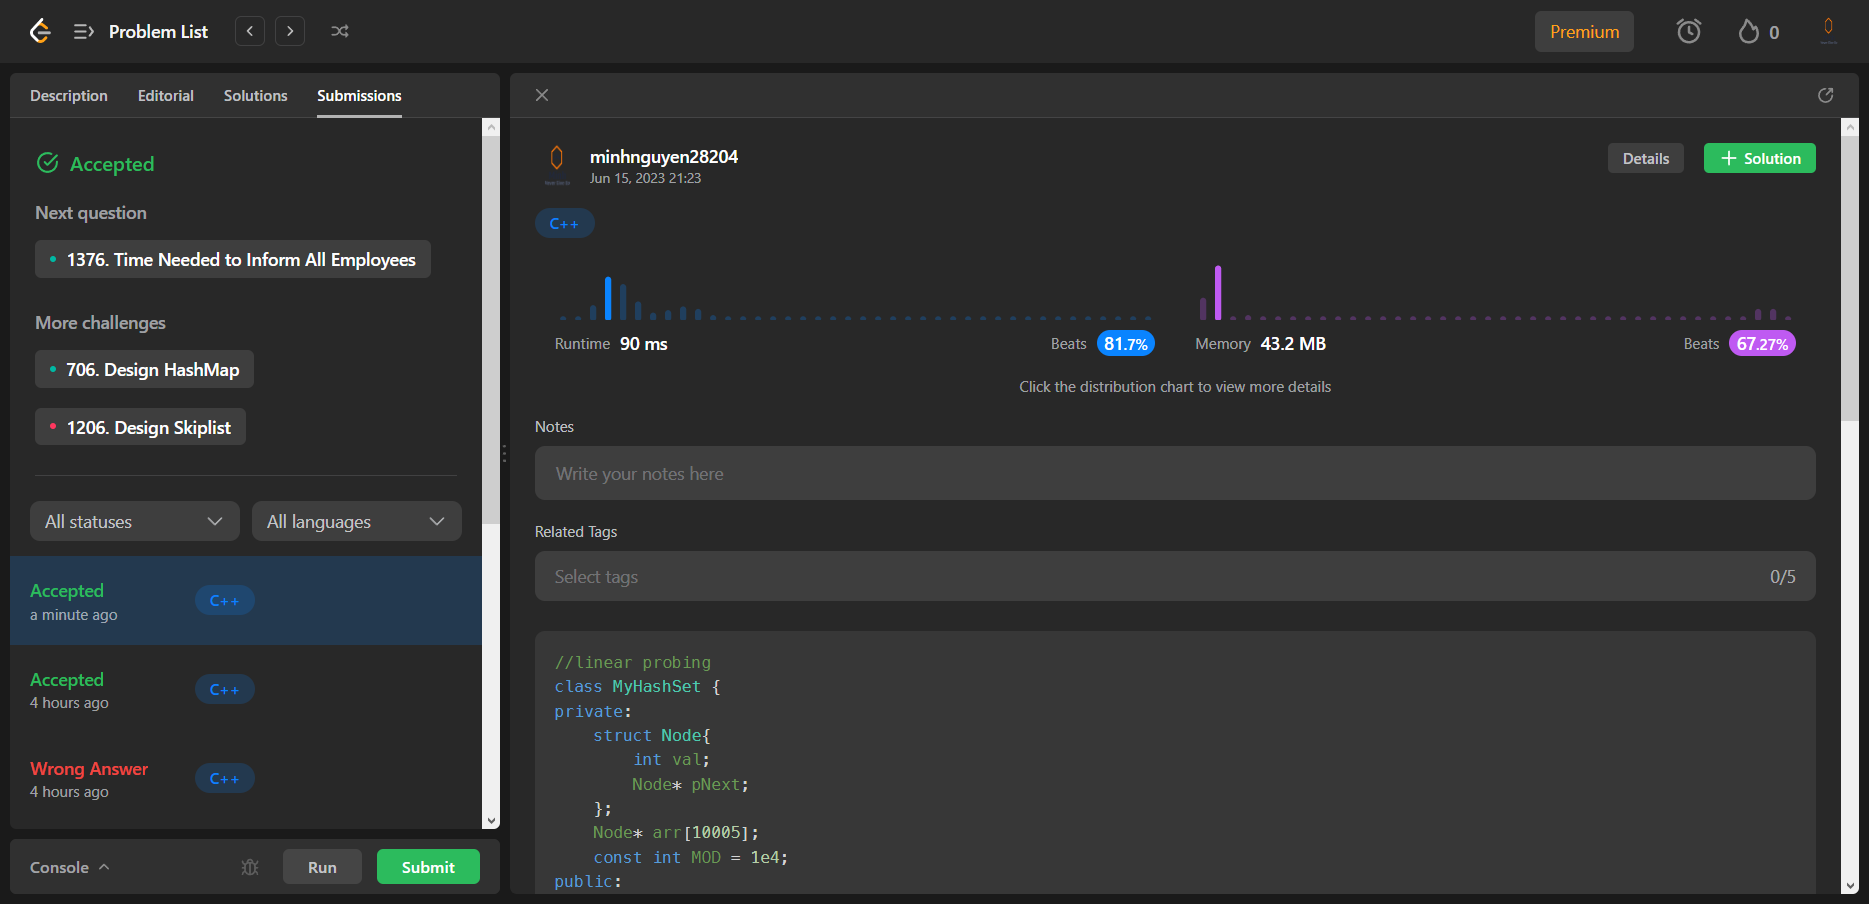 Problem List
Premium
0
Description Editorial Solutions Submissions
Accepted
Next question
1376. Time Needed to Inform All Employees
More challenges
706. Design HashMap
1206. Design Skiplist
All statuses All languages
Accepted C++
a minute ago
Accepted C++
4 hours ago
Wrong Answer C++
4 hours ago
Console Run Submit
minhnguyen28204
Jun 15, 2023 21:23
Details + Solution
C++
Runtime 90 ms Beats 81.7% Memory 43.2 MB Beats 67.27%
Click the distribution chart to view more details
Notes
Write your notes here
Related Tags
Select tags 0/5
//linear probing
class MyHashSet {
private:
    struct Node{
        int val;
        Node* pNext;
    };
    Node* arr[10005];
    const int MOD = 1e4;
public: